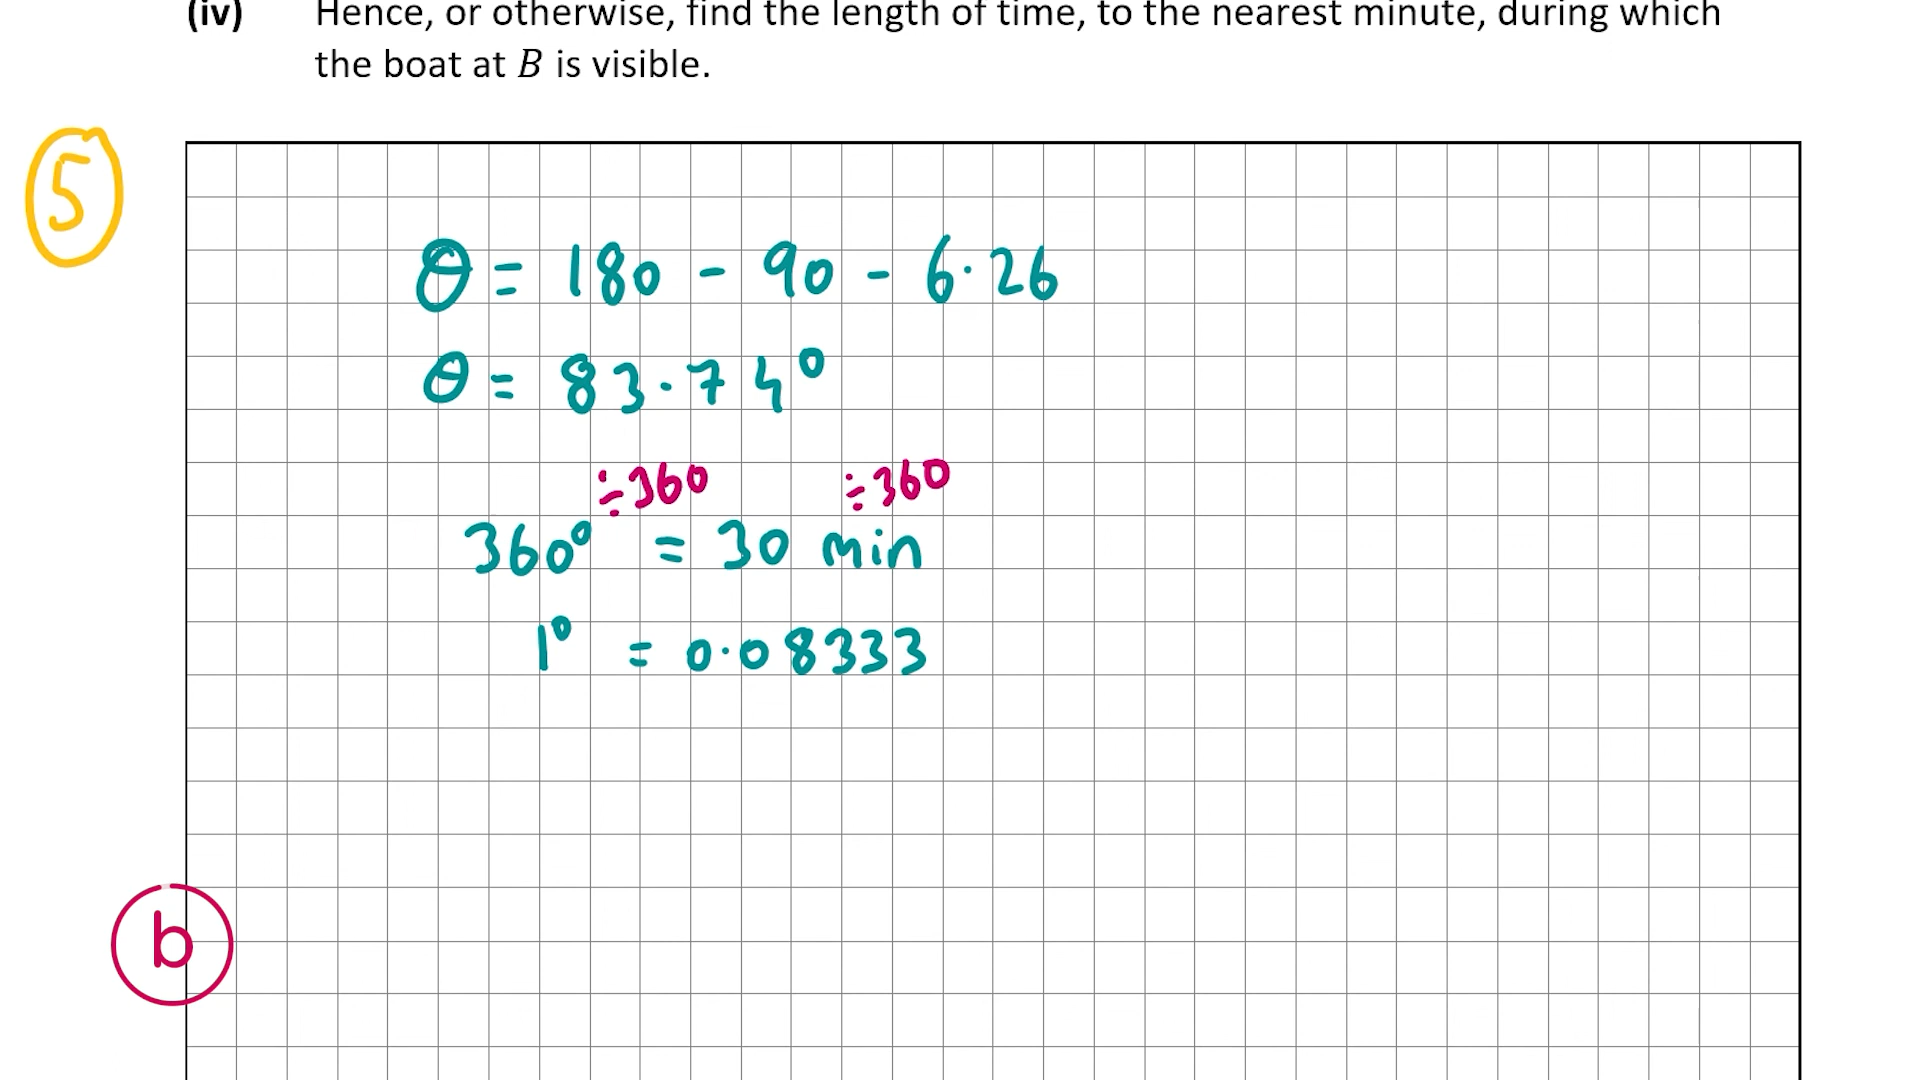 (iv) Hence, or otherwise, find the length of time, to the nearest minute, during which
the boat at B is visible.
5
θ = 180 - 90 - 6.26
θ = 83.74°
÷360 ÷360
360° = 30 min
1° = 0.08333
b